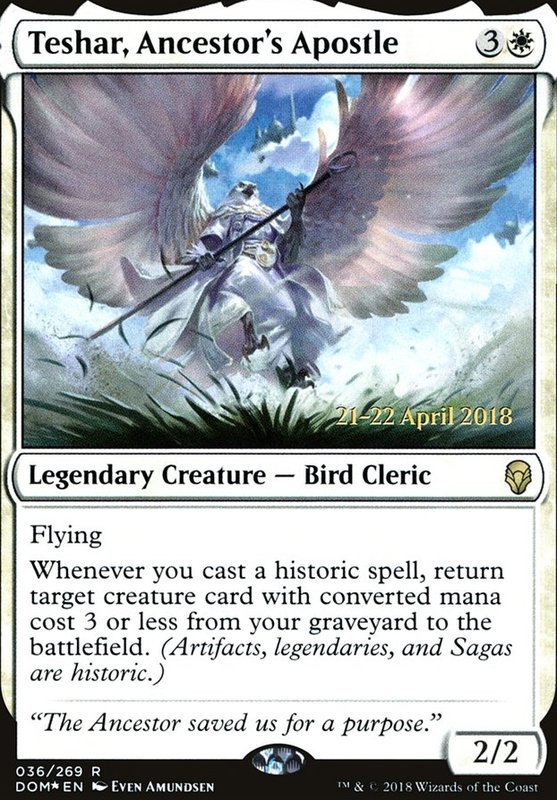 Teshar, Ancestor's Apostle 3
21–22 April 2018
Legendary Creature — Bird Cleric
Flying
Whenever you cast a historic spell, return
target creature card with converted mana
cost 3 or less from your graveyard to the
battlefield. (Artifacts, legendaries, and Sagas
are historic.)
“The Ancestor saved us for a purpose.”
2/2
036/269 R
DOM★EN Even Amundsen
™ & © 2018 Wizards of the Coast